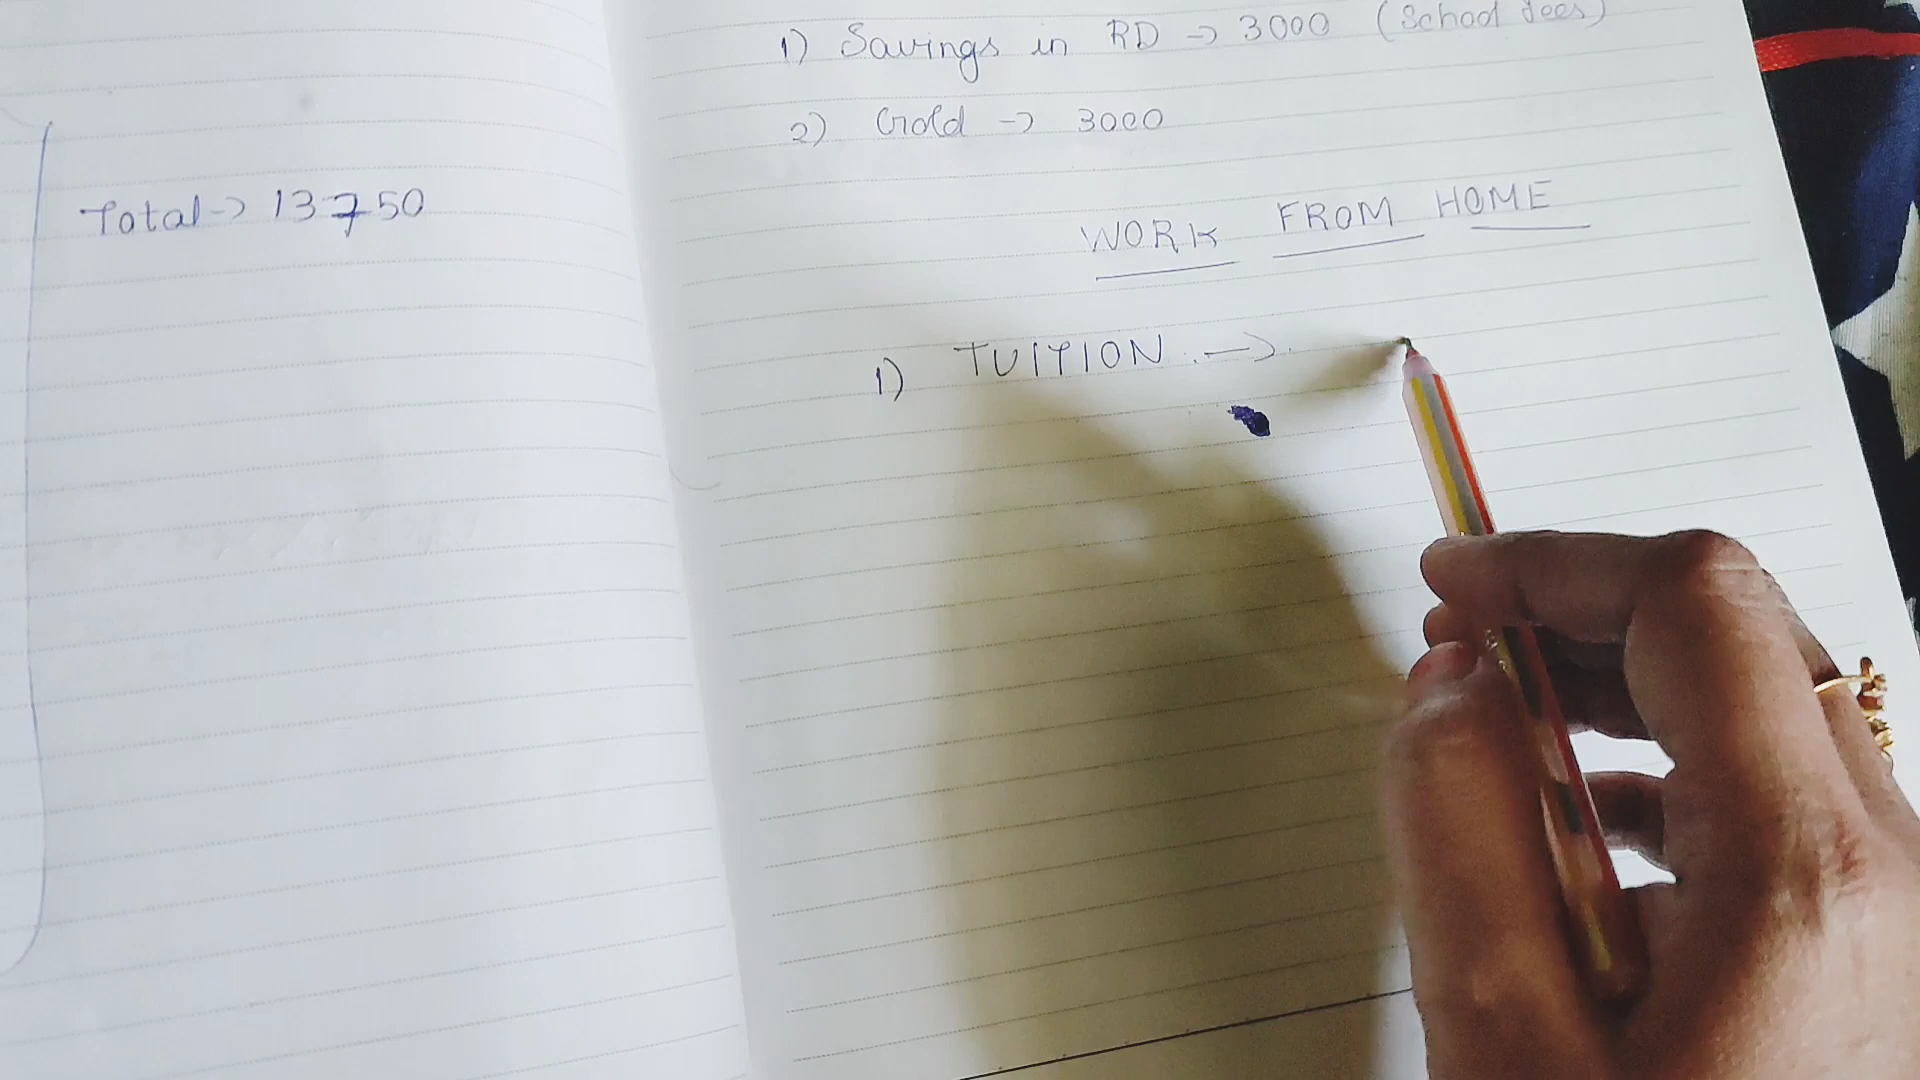 Total -> 13750
1) Savings in RD -> 3000 (School fees)
2) Gold -> 3000
WORK FROM HOME
1) TUITION ->